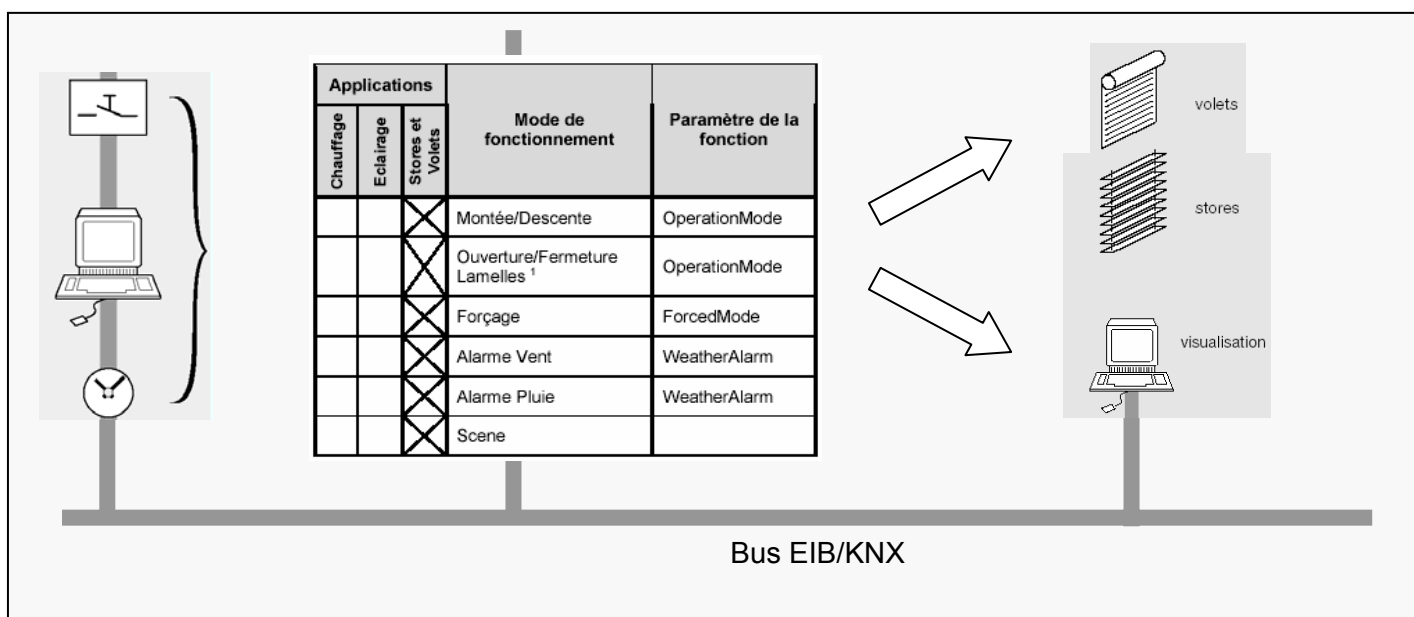 Applications
Chauffage
Eclairage
Stores et
Volets
Mode de
fonctionnement
Paramètre de la
fonction
Montée/Descente
OperationMode
Ouverture/Fermeture
Lamelles ¹
OperationMode
Forçage
ForcedMode
Alarme Vent
WeatherAlarm
Alarme Pluie
WeatherAlarm
Scene
volets
stores
visualisation
Bus EIB/KNX